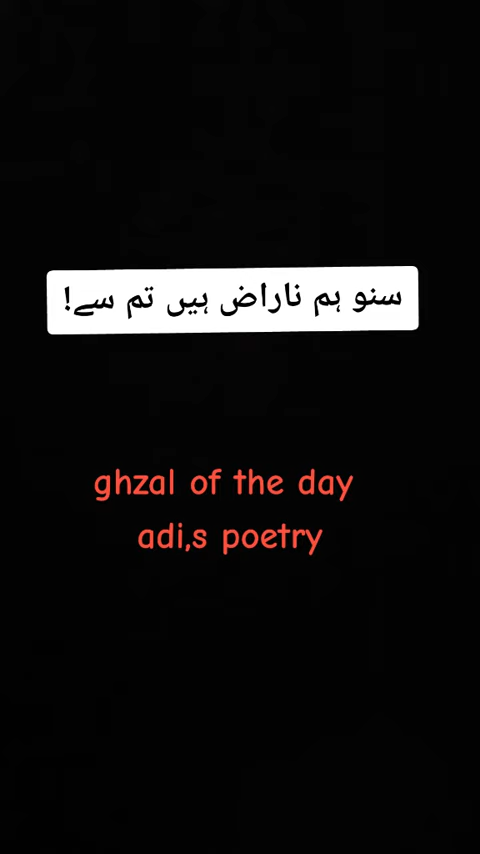 سنو ہم ناراض ہیں تم سے!
ghzal of the day
adi,s poetry